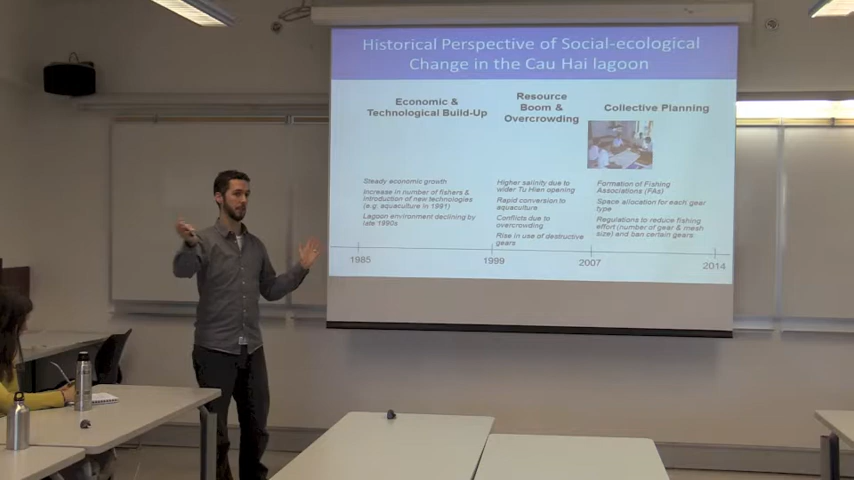 Historical Perspective of Social-ecological
Change in the Cau Hai lagoon
Economic &
Technological Build-Up
Resource
Boom &
Overcrowding
Collective Planning
Steady economic growth
Increase in number of fishers &
introduction of new technologies
(e.g. aquaculture in 1991)
Lagoon environment declining by
late 1990s
Higher salinity due to
wider Tu Hien opening
Rapid conversion to
aquaculture
Conflicts due to
overcrowding
Rise in use of destructive
gears
Formation of Fishing
Associations (FAs)
Space allocation for each gear
type
Regulations to reduce fishing
effort (number of gear & mesh
size) and ban certain gears
1985
1999
2007
2014